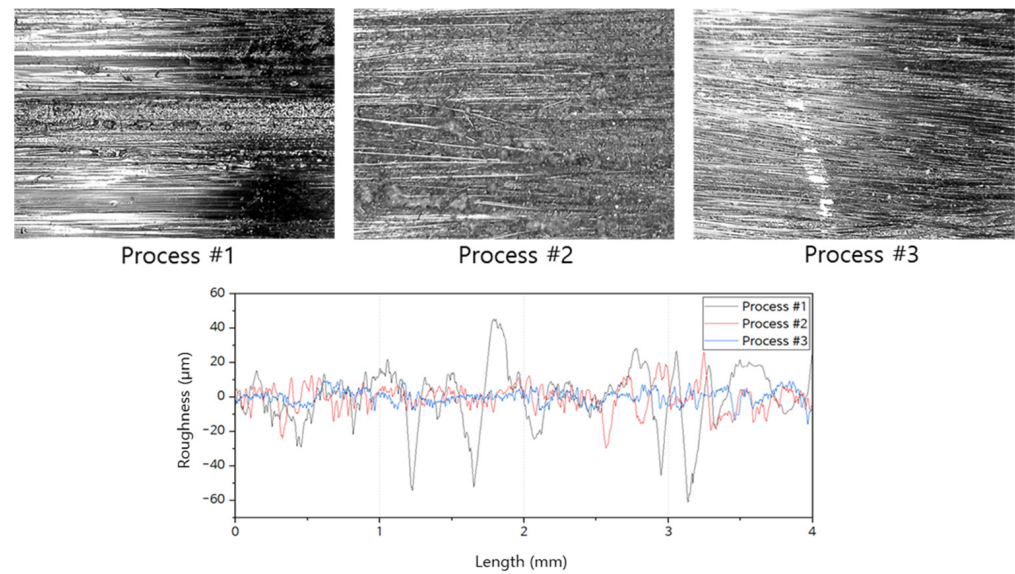 Process #1
Process #2
Process #3
60
40
20
0
−20
−40
−60
Roughness (μm)
Process #1
Process #2
Process #3
0
1
2
3
4
Length (mm)